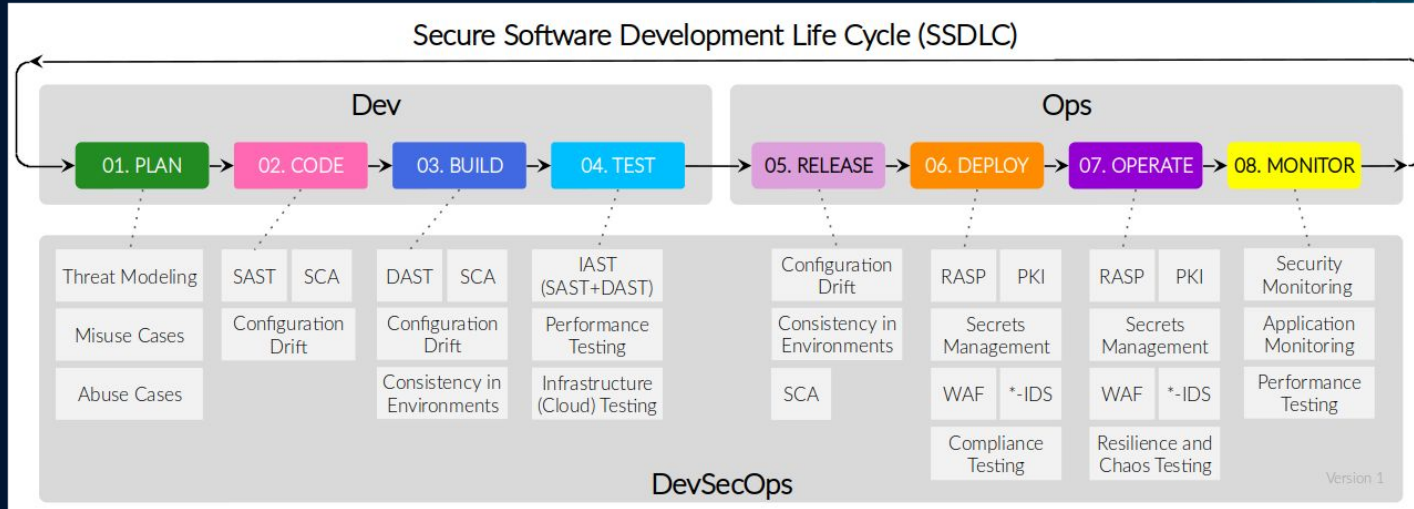 Secure Software Development Life Cycle (SSDLC)
Dev
01. PLAN
02. CODE
03. BUILD
04. TEST
Ops
05. RELEASE
06. DEPLOY
07. OPERATE
08. MONITOR
Threat Modeling
Misuse Cases
Abuse Cases
SAST
SCA
Configuration
Drift
DAST
SCA
Configuration
Drift
Consistency in
Environments
IAST
(SAST+DAST)
Performance
Testing
Infrastructure
(Cloud) Testing
Configuration
Drift
Consistency in
Environments
SCA
RASP
PKI
Secrets
Management
WAF
*-IDS
Compliance
Testing
RASP
PKI
Secrets
Management
WAF
*-IDS
Resilience and
Chaos Testing
Security
Monitoring
Application
Monitoring
Performance
Testing
DevSecOps
Version 1